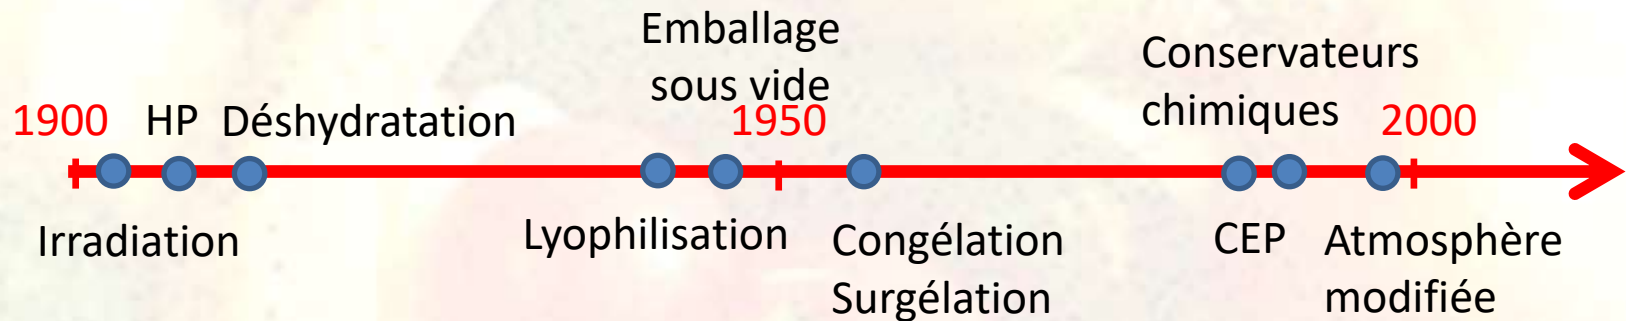 Emballage
sous vide
Conservateurs
chimiques
1900 HP Déshydratation 1950 2000
Irradiation Lyophilisation Congélation
Surgélation
CEP Atmosphère
modifiée